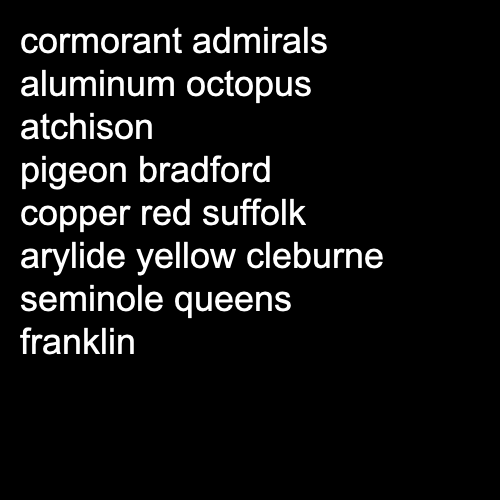 cormorant admirals
aluminum octopus
atchison
pigeon bradford
copper red suffolk
arylide yellow cleburne
seminole queens
franklin